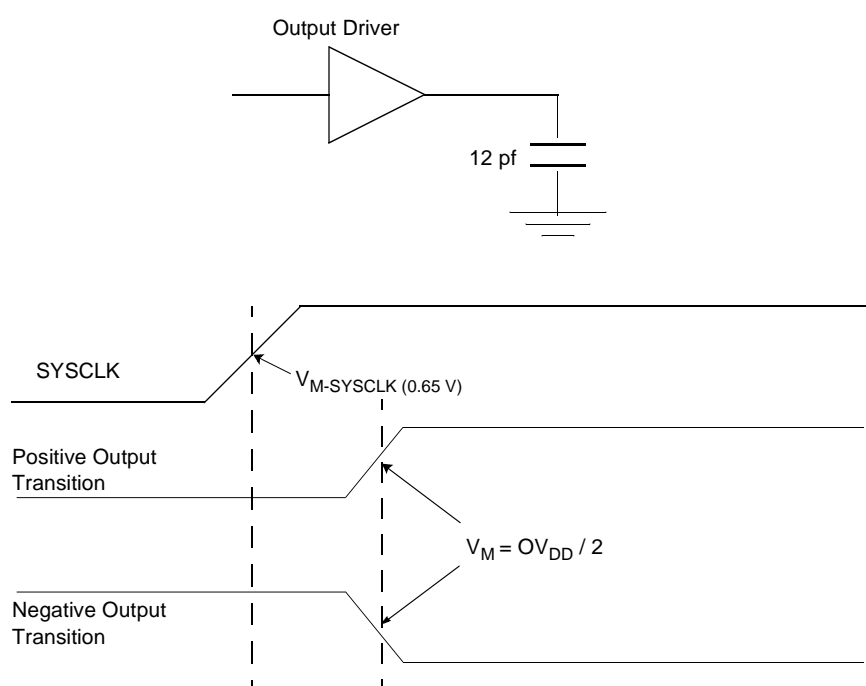 Output Driver
12 pf
SYSCLK
VM-SYSCLK (0.65 V)
Positive Output
Transition
VM = OVDD / 2
Negative Output
Transition